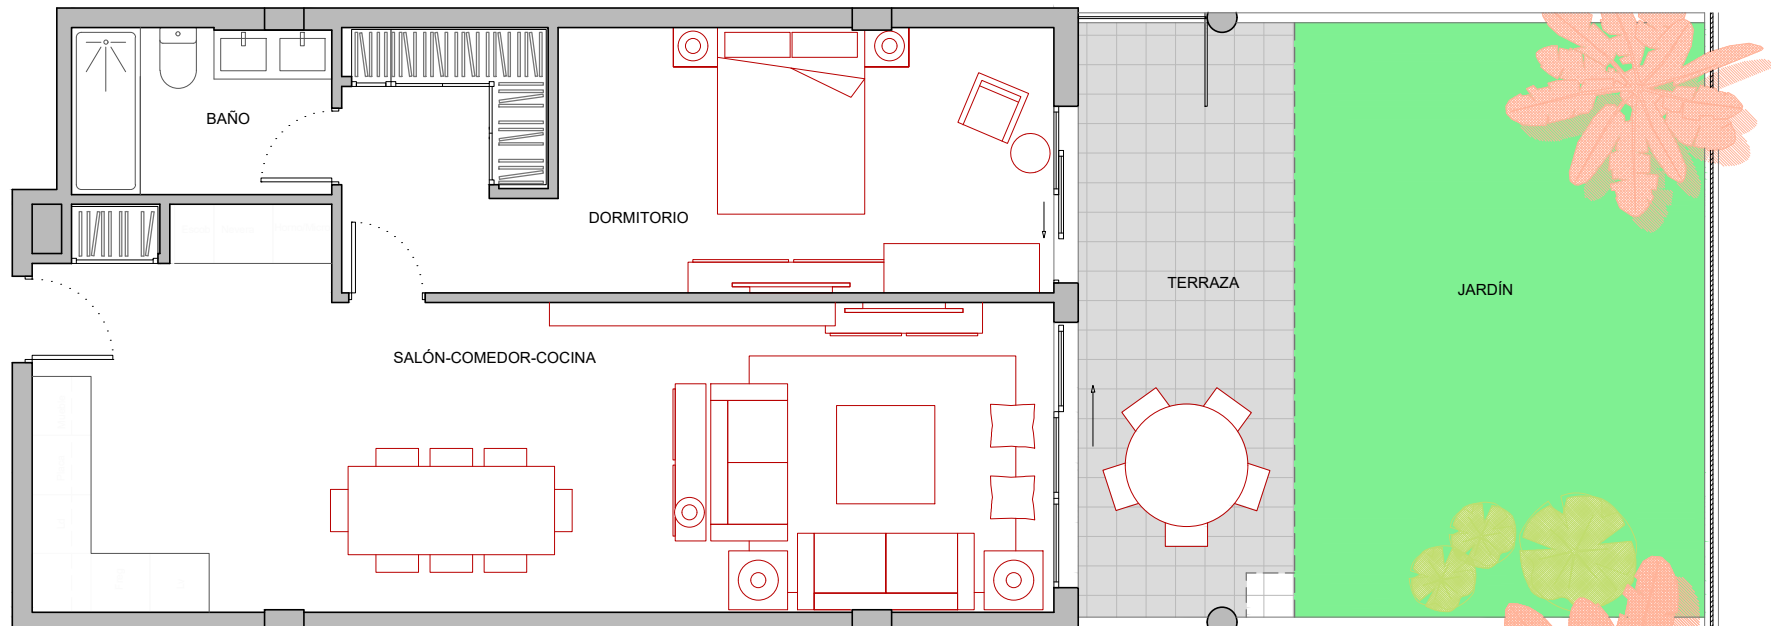 BAÑO
DORMITORIO
TERRAZA
JARDÍN
SALÓN-COMEDOR-COCINA